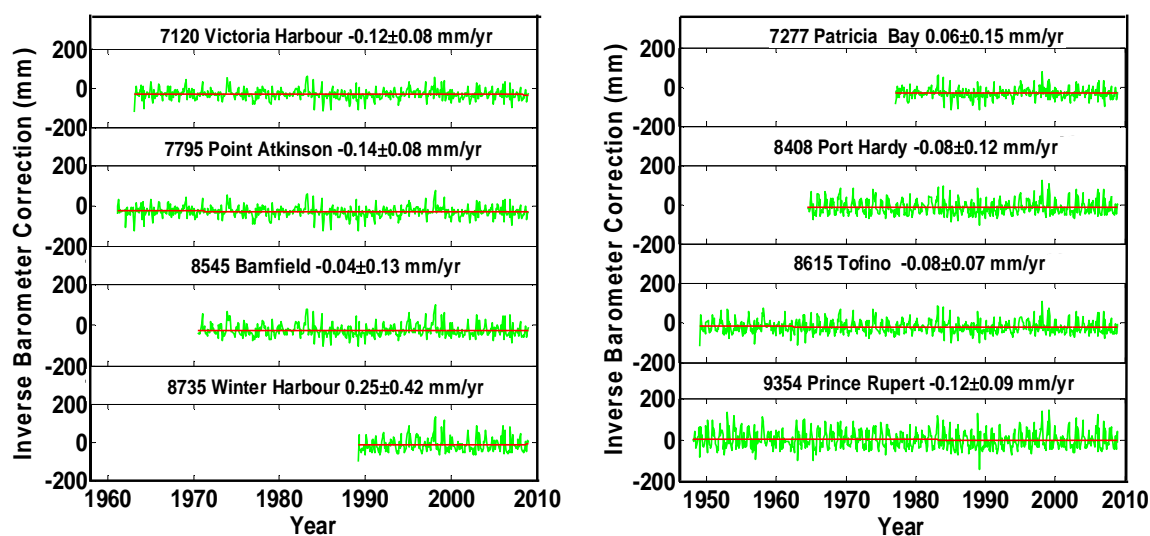 Inverse Barometer Correction (mm)
7120 Victoria Harbour -0.12±0.08 mm/yr
200
0
-200
7795 Point Atkinson -0.14±0.08 mm/yr
200
0
-200
8545 Bamfield -0.04±0.13 mm/yr
200
0
-200
8735 Winter Harbour 0.25±0.42 mm/yr
200
0
-200
1960 1970 1980 1990 2000 2010
Year
Inverse Barometer Correction (mm)
7277 Patricia Bay 0.06±0.15 mm/yr
200
0
-200
8408 Port Hardy -0.08±0.12 mm/yr
200
0
-200
8615 Tofino -0.08±0.07 mm/yr
200
0
-200
9354 Prince Rupert -0.12±0.09 mm/yr
200
0
-200
1950 1960 1970 1980 1990 2000 2010
Year